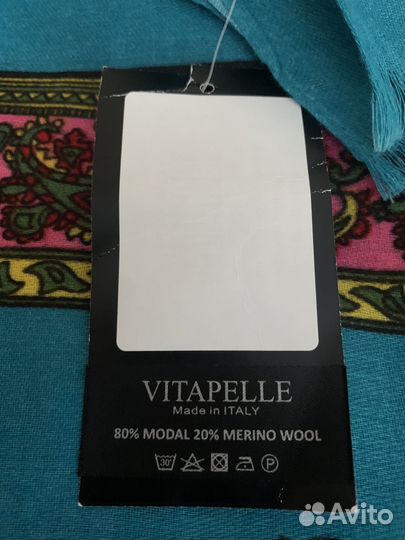 VITAPELLE
Made in ITALY
80% MODAL 20% MERINO WOOL
30° P
Avito